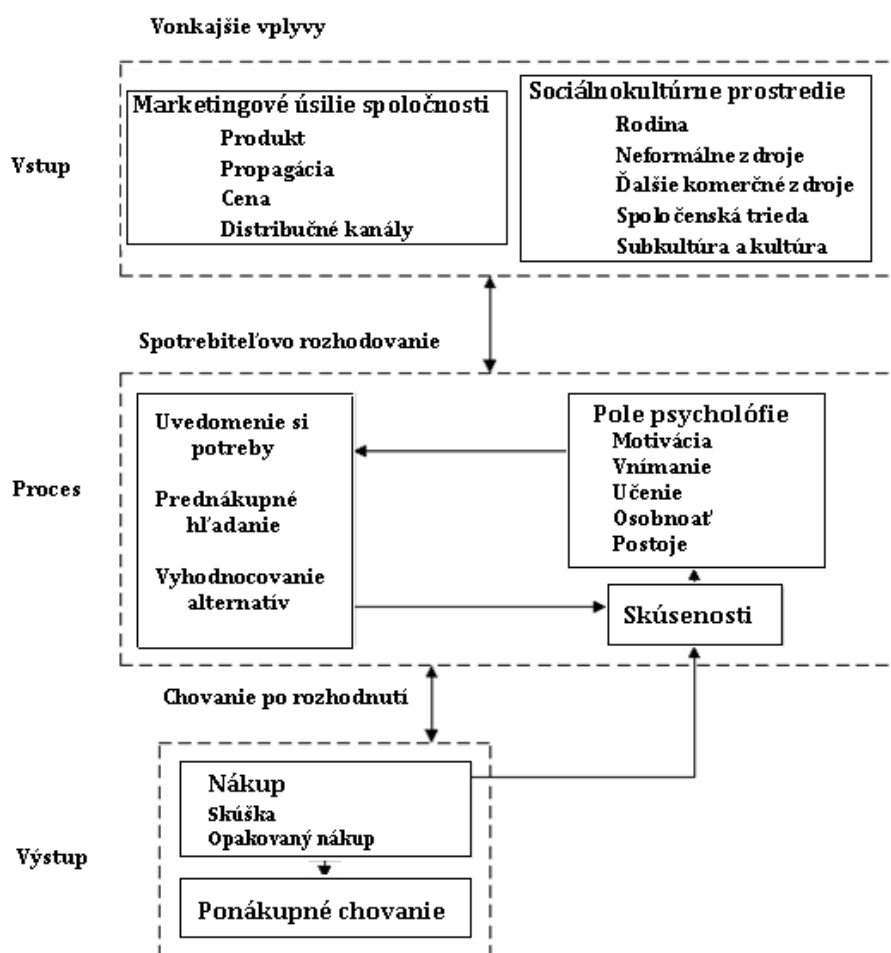 Vonkajšie vplyvy
Vstup
Marketingové úsilie spoločnosti
Produkt
Propagácia
Cena
Distribučné kanály
Sociálnokultúrne prostredie
Rodina
Neformálne zdroje
Ďalšie komerčné zdroje
Spoločenská trieda
Subkultúra a kultúra
Spotrebiteľovo rozhodovanie
Proces
Uvedomenie si
potreby
Prednákupné
hľadanie
Vyhodnocovanie
alternatív
Pole psycholófie
Motivácia
Vnímanie
Učenie
Osobnoať
Postoje
Skúsenosti
Chovanie po rozhodnutí
Výstup
Nákup
Skúška
Opakovaný nákup
Ponákupné chovanie